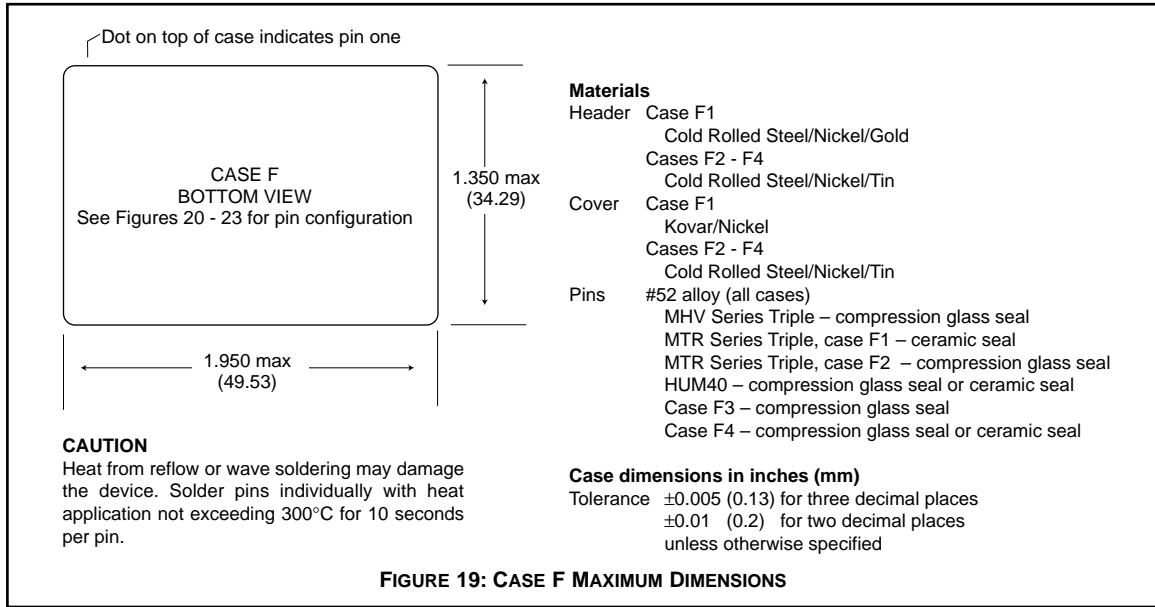 Dot on top of case indicates pin one
CASE F
BOTTOM VIEW
See Figures 20 - 23 for pin configuration
1.350 max
(34.29)
1.950 max
(49.53)
CAUTION
Heat from reflow or wave soldering may damage
the device. Solder pins individually with heat
application not exceeding 300°C for 10 seconds
per pin.
Materials
Header Case F1
Cold Rolled Steel/Nickel/Gold
Cases F2 - F4
Cold Rolled Steel/Nickel/Tin
Cover Case F1
Kovar/Nickel
Cases F2 - F4
Cold Rolled Steel/Nickel/Tin
Pins #52 alloy (all cases)
MHV Series Triple – compression glass seal
MTR Series Triple, case F1 – ceramic seal
MTR Series Triple, case F2 – compression glass seal
HUM40 – compression glass seal or ceramic seal
Case F3 – compression glass seal
Case F4 – compression glass seal or ceramic seal
Case dimensions in inches (mm)
Tolerance ±0.005 (0.13) for three decimal places
±0.01 (0.2) for two decimal places
unless otherwise specified
FIGURE 19: CASE F MAXIMUM DIMENSIONS